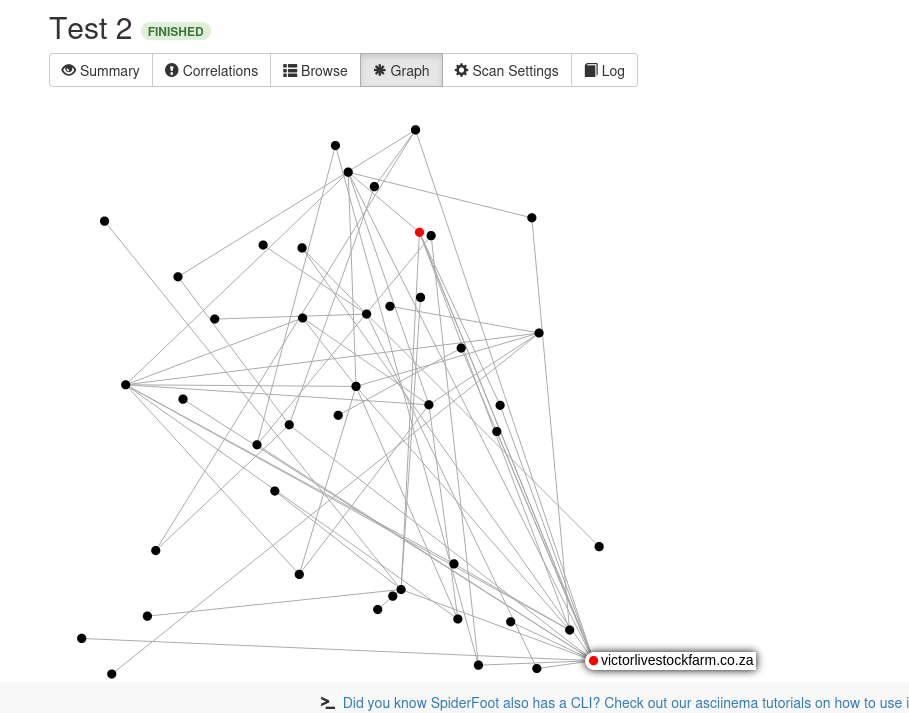 Test 2 FINISHED
Summary Correlations Browse Graph Scan Settings Log
victorlivestockfarm.co.za
Did you know SpiderFoot also has a CLI? Check out our asciinema tutorials on how to use i